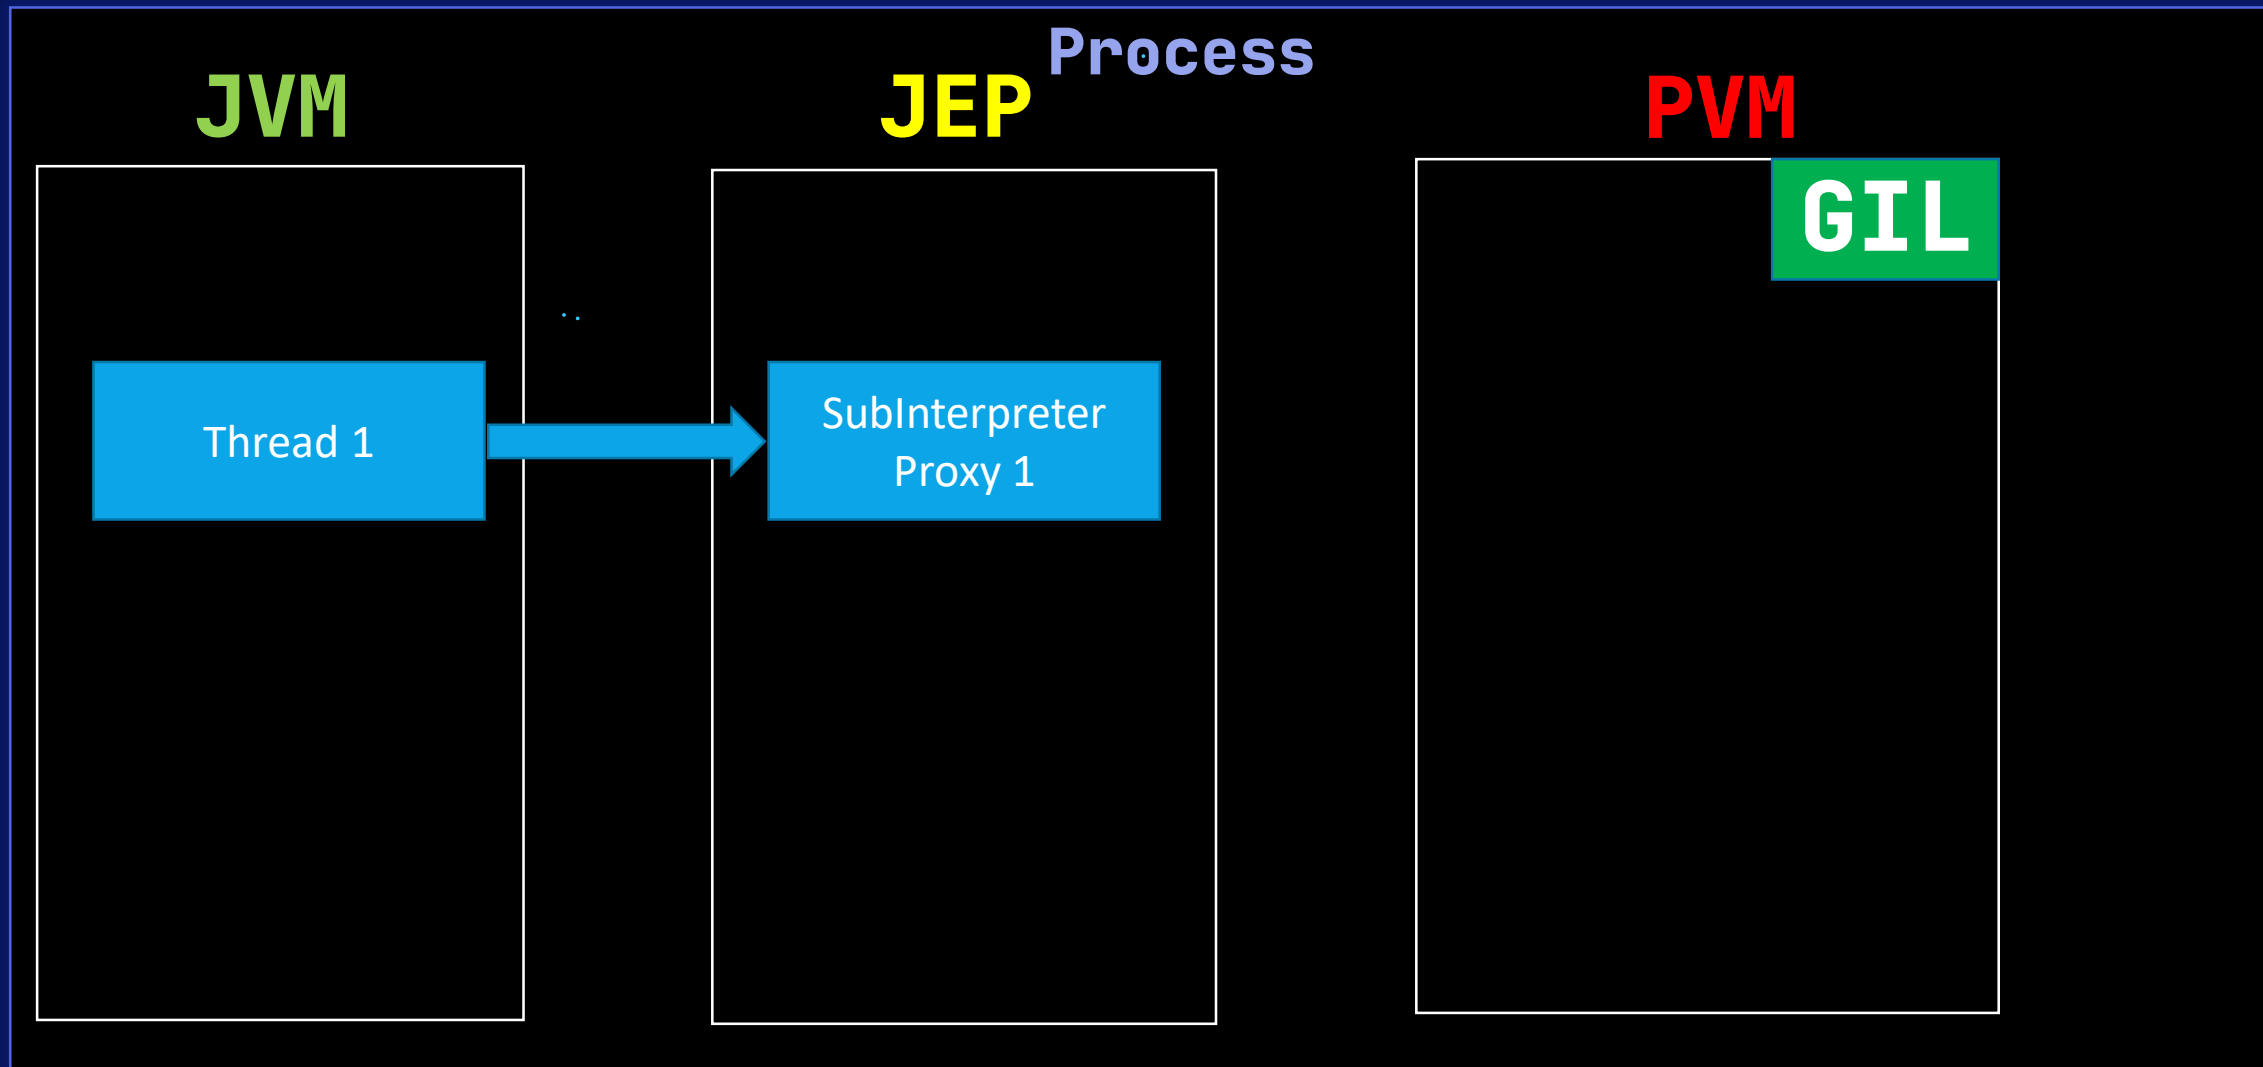 Process
JVM
JEP
PVM
GIL
Thread 1
SubInterpreter
Proxy 1